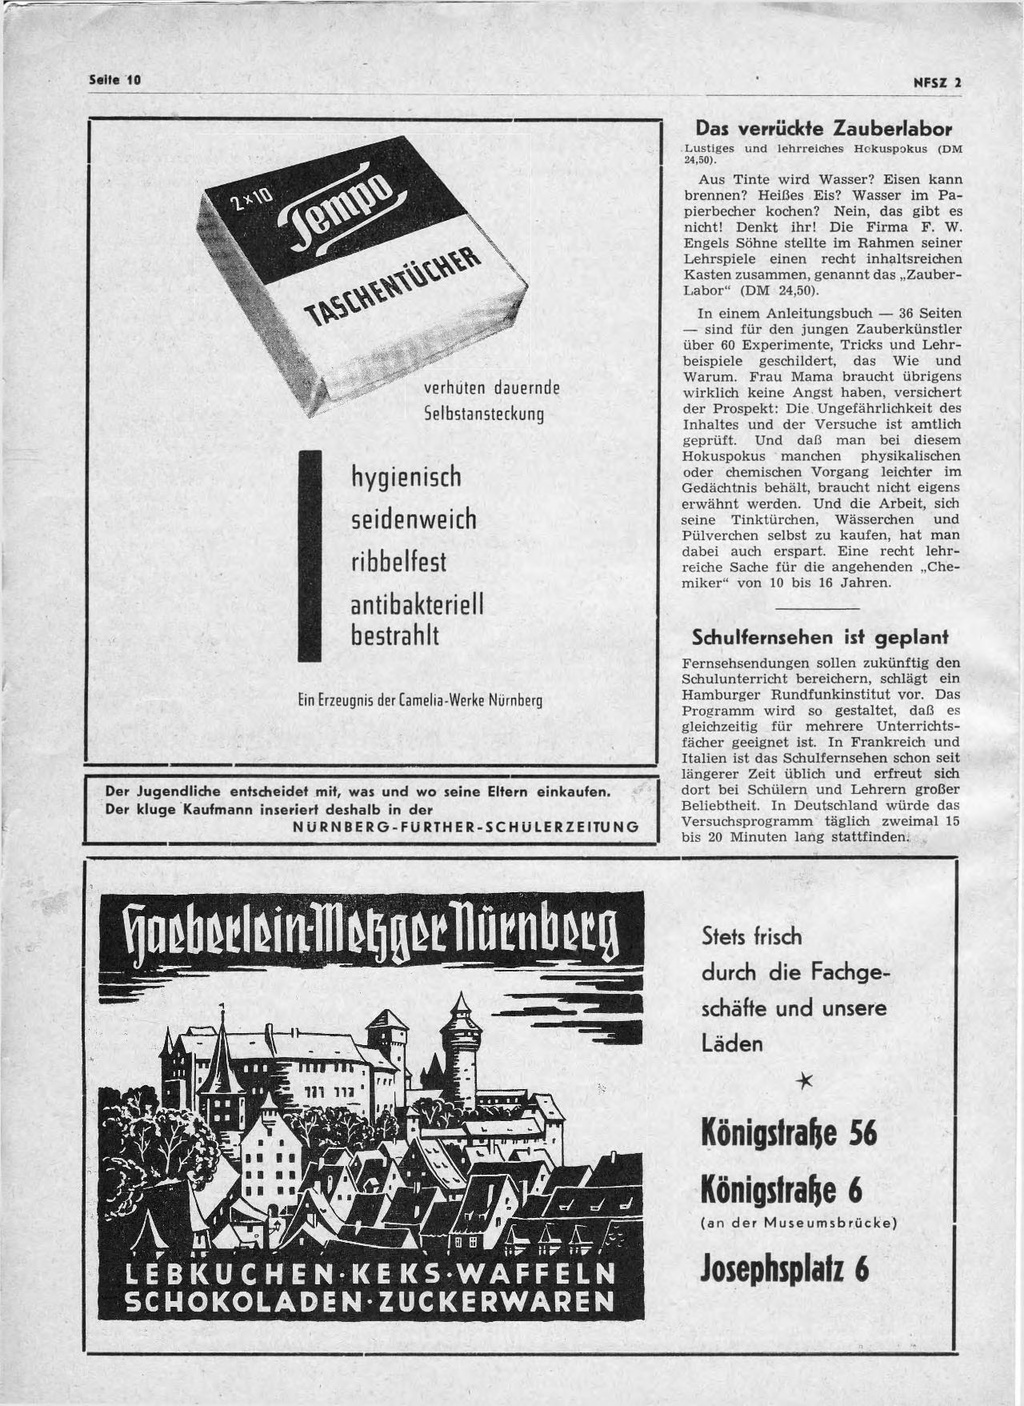 Seite 10
NFSZ 2
2x10
Tempo
TASCHENTÜCHER
verhüten dauernde
Selbstansteckung
hygienisch
seidenweich
ribbelfest
antibakteriell
bestrahlt
Ein Erzeugnis der Camelia-Werke Nürnberg
Der Jugendliche entscheidet mit, was und wo seine Eltern einkaufen.
Der kluge Kaufmann inseriert deshalb in der
NÜRNBERG-FÜRTHER-SCHÜLERZEITUNG
Das verrückte Zauberlabor
Lustiges und lehrreiches Hokuspokus (DM
24,50).
Aus Tinte wird Wasser? Eisen kann
brennen? Heißes Eis? Wasser im Pa-
pierbecher kochen? Nein, das gibt es
nicht! Denkt ihr! Die Firma F. W.
Engels Söhne stellte im Rahmen seiner
Lehrspiele einen recht inhaltsreichen
Kasten zusammen, genannt das „Zauber-
Labor“ (DM 24,50).
In einem Anleitungsbuch — 36 Seiten
— sind für den jungen Zauberkünstler
über 60 Experimente, Tricks und Lehr-
beispiele geschildert, das Wie und
Warum. Frau Mama braucht übrigens
wirklich keine Angst haben, versichert
der Prospekt: Die Ungefährlichkeit des
Inhaltes und der Versuche ist amtlich
geprüft. Und daß man bei diesem
Hokuspokus manchen physikalischen
oder chemischen Vorgang leichter im
Gedächtnis behält, braucht nicht eigens
erwähnt werden. Und die Arbeit, sich
seine Tinktürchen, Wässerchen und
Pülverchen selbst zu kaufen, hat man
dabei auch erspart. Eine recht lehr-
reiche Sache für die angehenden „Che-
miker“ von 10 bis 16 Jahren.
Schulfernsehen ist geplant
Fernsehsendungen sollen zukünftig den
Schulunterricht bereichern, schlägt ein
Hamburger Rundfunkinstitut vor. Das
Programm wird so gestaltet, daß es
gleichzeitig für mehrere Unterrichts-
fächer geeignet ist. In Frankreich und
Italien ist das Schulfernsehen schon seit
längerer Zeit üblich und erfreut sich
dort bei Schülern und Lehrern großer
Beliebtheit. In Deutschland würde das
Versuchsprogramm täglich zweimal 15
bis 20 Minuten lang stattfinden.
Haeberlein-Metzger Nürnberg
LEBKUCHEN·KEKS·WAFFELN
SCHOKOLADEN·ZUCKERWAREN
Stets frisch
durch die Fachge-
schäfte und unsere
Läden
Königstraße 56
Königstraße 6
(an der Museumsbrücke)
Josephsplatz 6